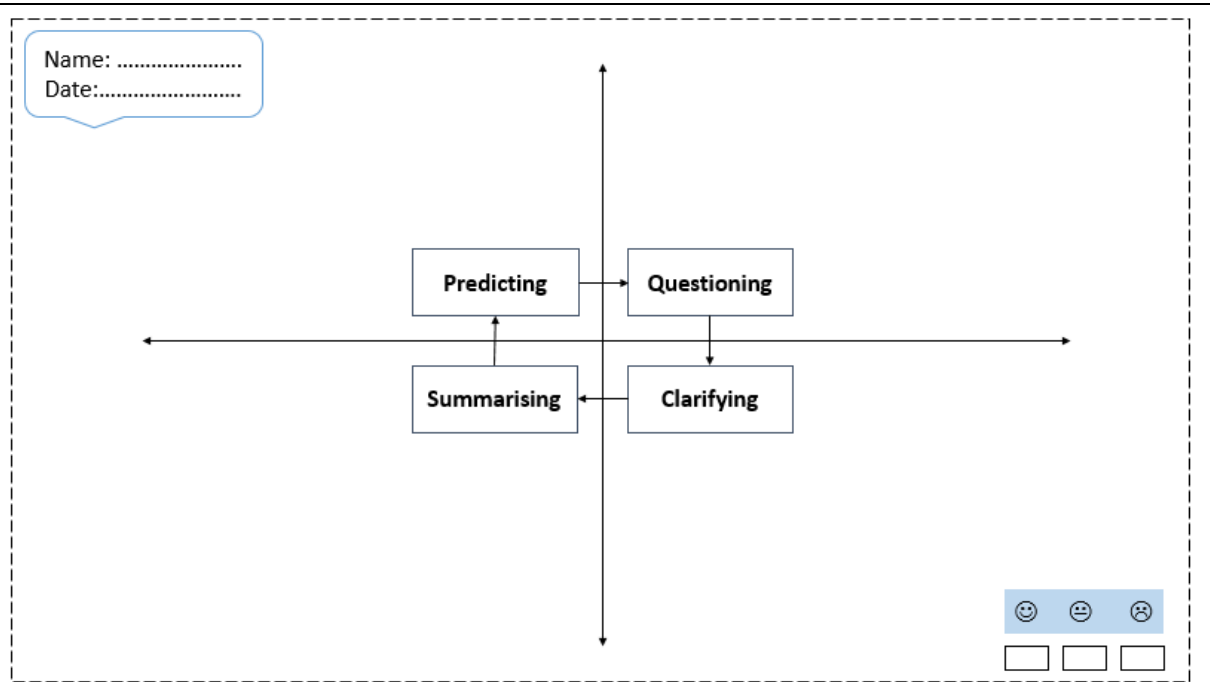 Name: ......................
Date:.........................
Predicting
Questioning
Summarising
Clarifying